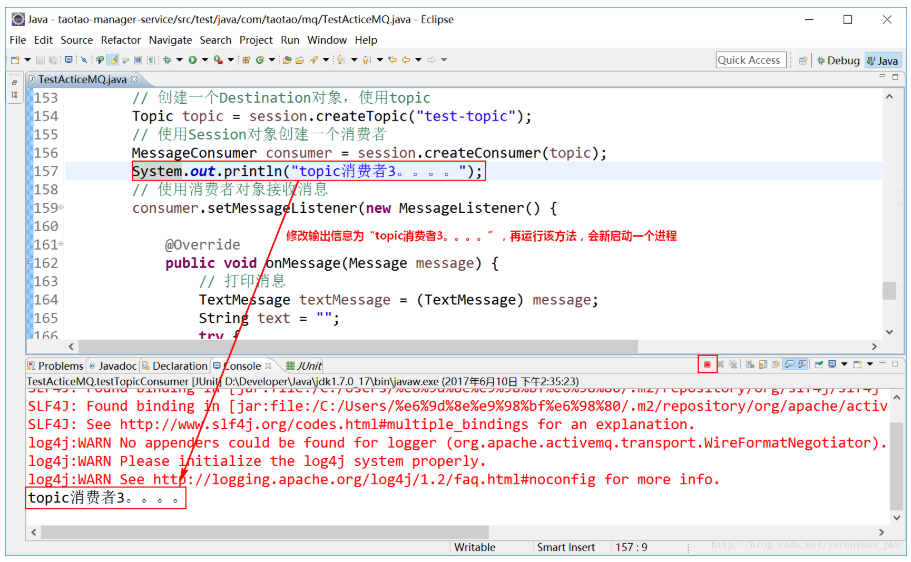 Java - taotao-manager-service/src/test/java/com/taotao/mq/TestActiceMQ.java - Eclipse
File Edit Source Refactor Navigate Search Project Run Window Help
Quick Access Debug Java
TestActiceMQ.java
153 // 创建一个Destination对象，使用topic
154 Topic topic = session.createTopic("test-topic");
155 // 使用Session对象创建一个消费者
156 MessageConsumer consumer = session.createConsumer(topic);
157 System.out.println("topic消费者3。。。。");
158 // 使用消费者对象接收消息
159 consumer.setMessageListener(new MessageListener() {
160
修改输出信息为“topic消费者3。。。。”，再运行该方法，会新启动一个进程
161 @Override
162 public void onMessage(Message message) {
163 // 打印消息
164 TextMessage textMessage = (TextMessage) message;
165 String text = "";
166 try {
Problems Javadoc Declaration Console JUnit
TestActiceMQ.testTopicConsumer [JUnit] D:\Developer\Java\jdk1.7.0_17\bin\javaw.exe (2017年6月10日 下午2:35:23)
SLF4J: Found binding in [jar:file:/C:/Users/%e6%9d%8e%e9%98%bf%e6%98%80/.m2/repository/org/slf4j/slf4j
SLF4J: Found binding in [jar:file:/C:/Users/%e6%9d%8e%e9%98%bf%e6%98%80/.m2/repository/org/apache/activ
SLF4J: See http://www.slf4j.org/codes.html#multiple_bindings for an explanation.
log4j:WARN No appenders could be found for logger (org.apache.activemq.transport.WireFormatNegotiator).
log4j:WARN Please initialize the log4j system properly.
log4j:WARN See http://logging.apache.org/log4j/1.2/faq.html#noconfig for more info.
topic消费者3。。。。
Writable Smart Insert 157 : 9
http://blog.csdn.net/yerenyuan_pku